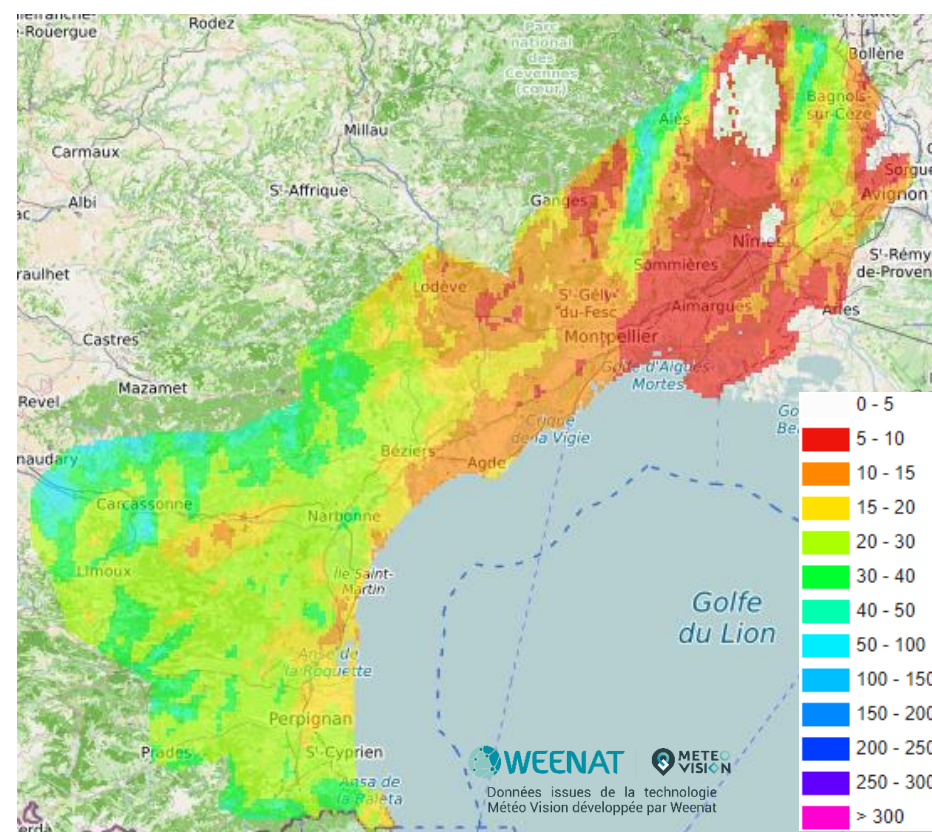 Rodez
-Rouergue
Parc
national
des
Cévennes
(cœur)
Bollène
Bagnols-
sur-Cèze
Alès
Millau
Carmaux
Sorgue
St-Affrique
Albi
Avignon
Ganges
Nîmes
St-Rémy
de-Proven
raulhet
Sommières
Lodève
St-Gély-
du-Fesc
Aimargues
Arles
Montpellier
Castres
Golfe d'Aigues-
Mortes
Mazamet
Revel
0 - 5
Crique
de la Vigie
5 - 10
Béziers
Agde
naudary
10 - 15
Carcassonne
15 - 20
Narbonne
20 - 30
Limoux
Île Saint-
Martin
30 - 40
Golfe
du Lion
40 - 50
50 - 100
Anse de
la Roquette
100 - 150
150 - 200
Perpignan
200 - 250
Prades
St-Cyprien
WEENAT
METEO
VISION
250 - 300
Données issues de la technologie
Météo Vision développée par Weenat
Ansa de
la Raleta
> 300